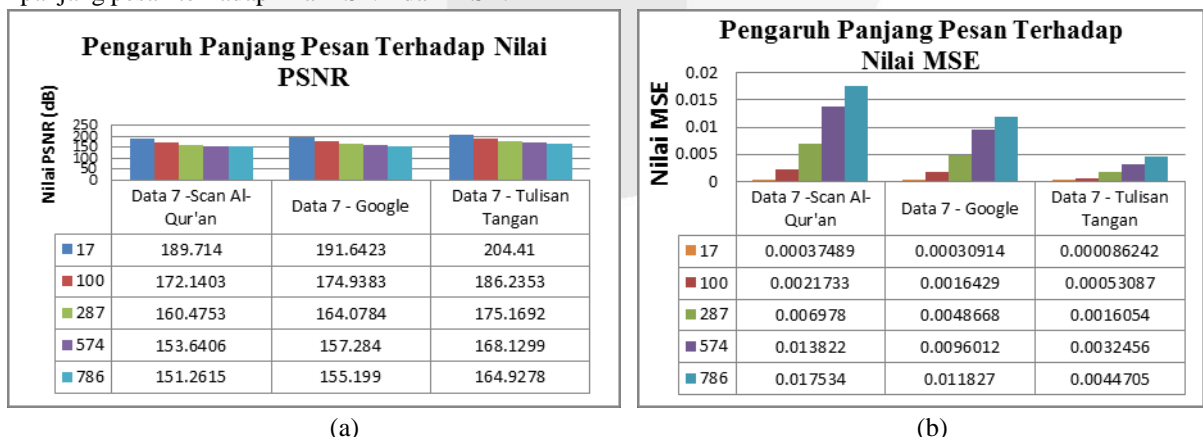 panjang pesan terhadap
Pengaruh Panjang Pesan Terhadap Nilai
PSNR
Nilai PSNR (dB)
250
200
150
100
50
0
Data 7 -Scan Al-Qur'an Data 7 - Google Data 7 - Tulisan Tangan
17 189.714 191.6423 204.41
100 172.1403 174.9383 186.2353
287 160.4753 164.0784 175.1692
574 153.6406 157.284 168.1299
786 151.2615 155.199 164.9278
(a)
Pengaruh Panjang Pesan Terhadap
Nilai MSE
Nilai MSE
0.02
0.015
0.01
0.005
0
Data 7 -Scan Al-Qur'an Data 7 - Google Data 7 - Tulisan Tangan
17 0.00037489 0.00030914 0.000086242
100 0.0021733 0.0016429 0.00053087
287 0.006978 0.0048668 0.0016054
574 0.013822 0.0096012 0.0032456
786 0.017534 0.011827 0.0044705
(b)